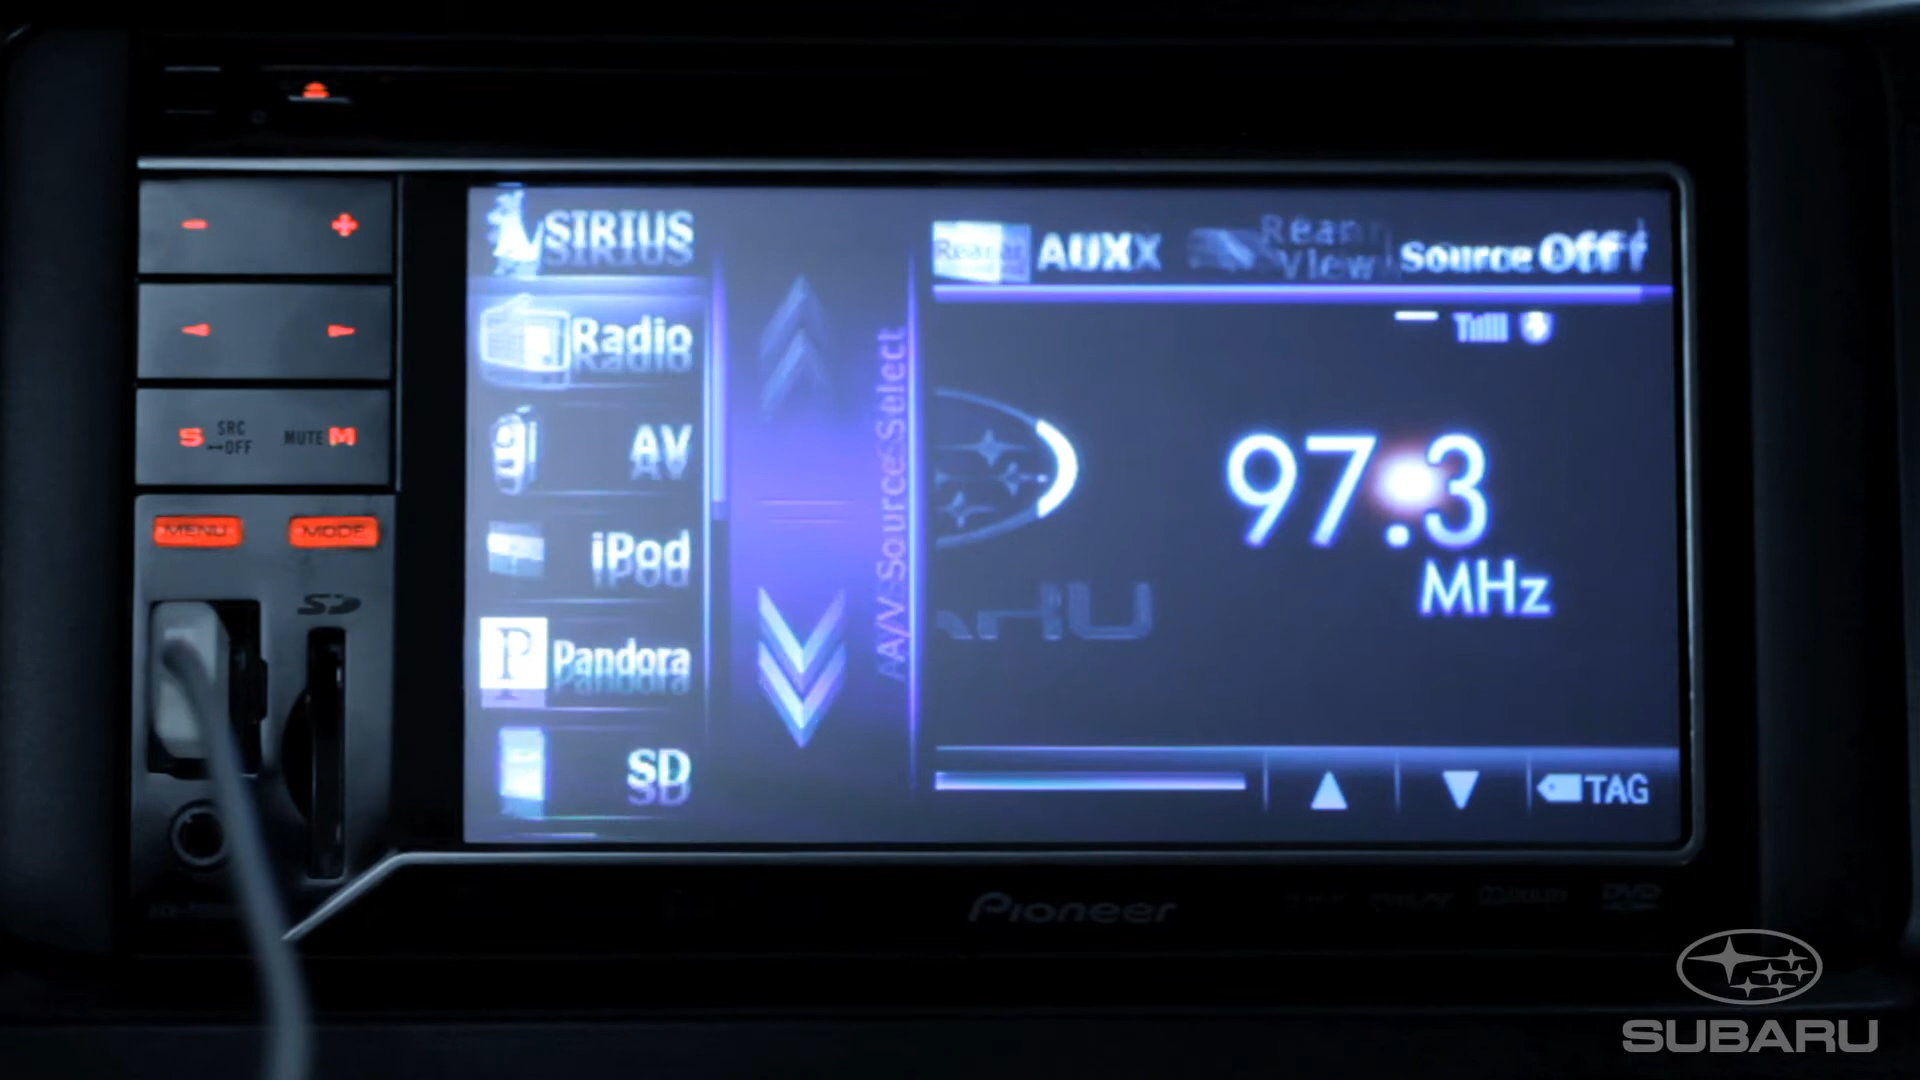 SIRIUS
Radio
AV
iPod
Pandora
SD
A/V Source Select
AUX
Rear
View
Source Off
97.3
MHz
TAG
S SRC
OFF
MUTE M
MENU
MODE
SD
Pioneer
DVD
SUBARU